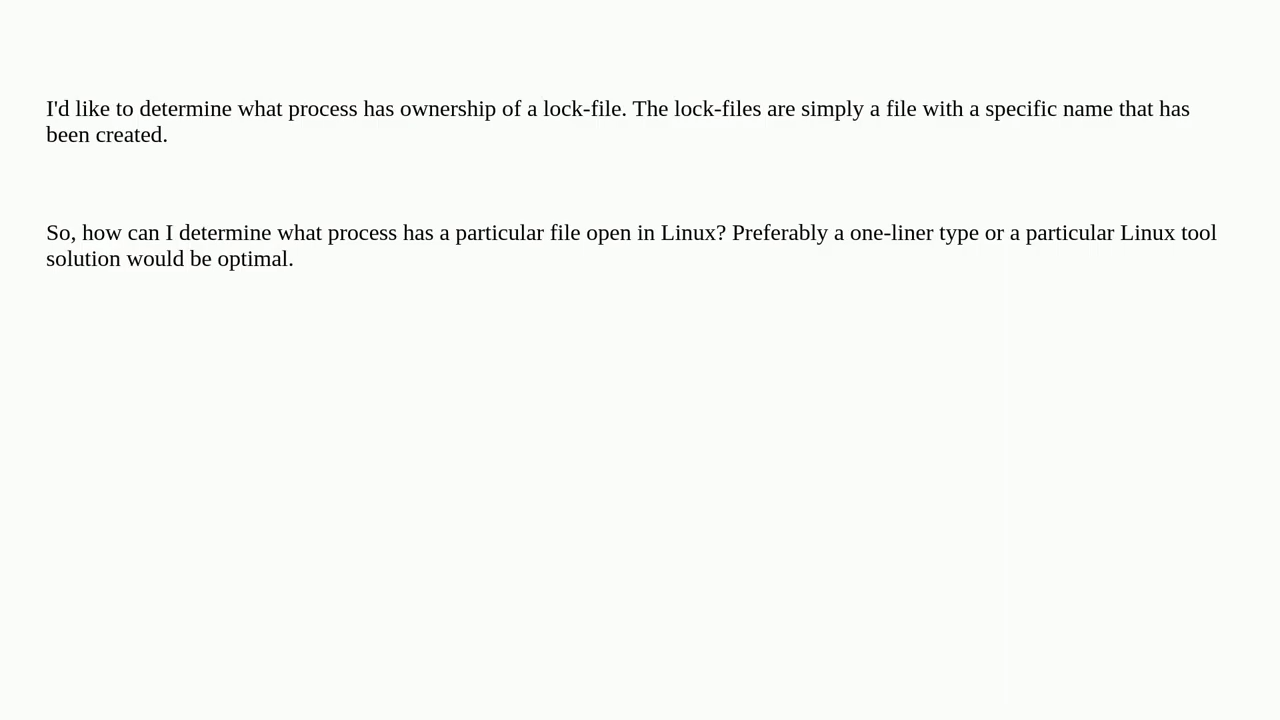 I'd like to determine what process has ownership of a lock-file. The lock-files are simply a file with a specific name that has
been created.
So, how can I determine what process has a particular file open in Linux? Preferably a one-liner type or a particular Linux tool
solution would be optimal.